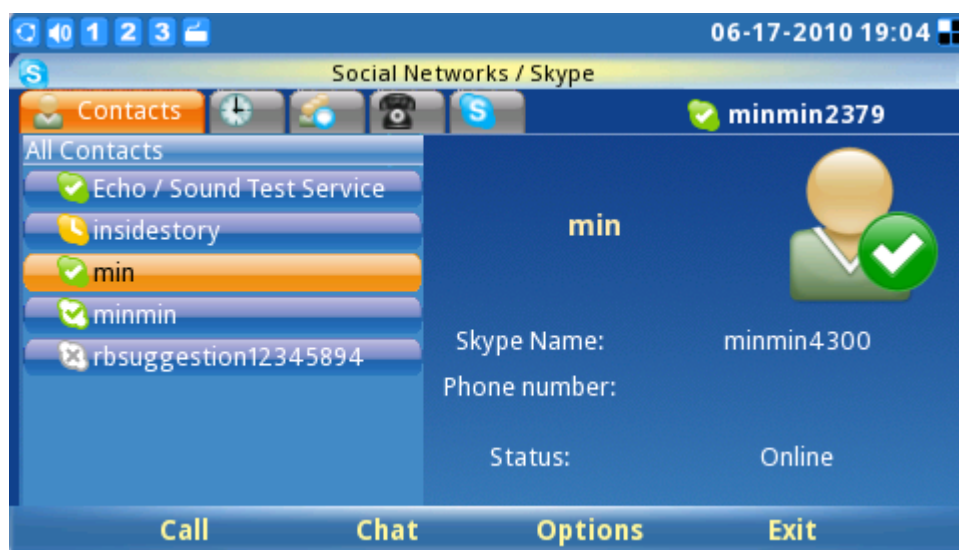 1 2 3 06-17-2010 19:04
Social Networks / Skype
Contacts S minmin2379
All Contacts
Echo / Sound Test Service
insidestory
min
minmin
rbsuggestion12345894
min
Skype Name: minmin4300
Phone number:
Status: Online
Call Chat Options Exit